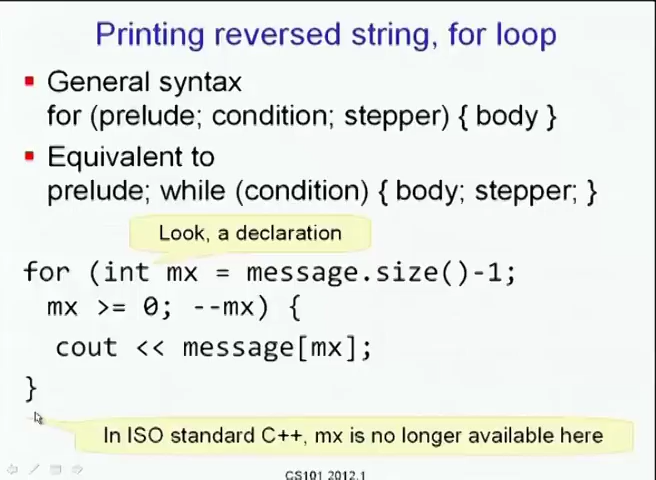 Printing reversed string, for loop
General syntax
for (prelude; condition; stepper) { body }
Equivalent to
prelude; while (condition) { body; stepper; }
Look, a declaration
for (int mx = message.size()-1;
mx >= 0; --mx) {
cout << message[mx];
}
In ISO standard C++, mx is no longer available here
CS101 2012.1